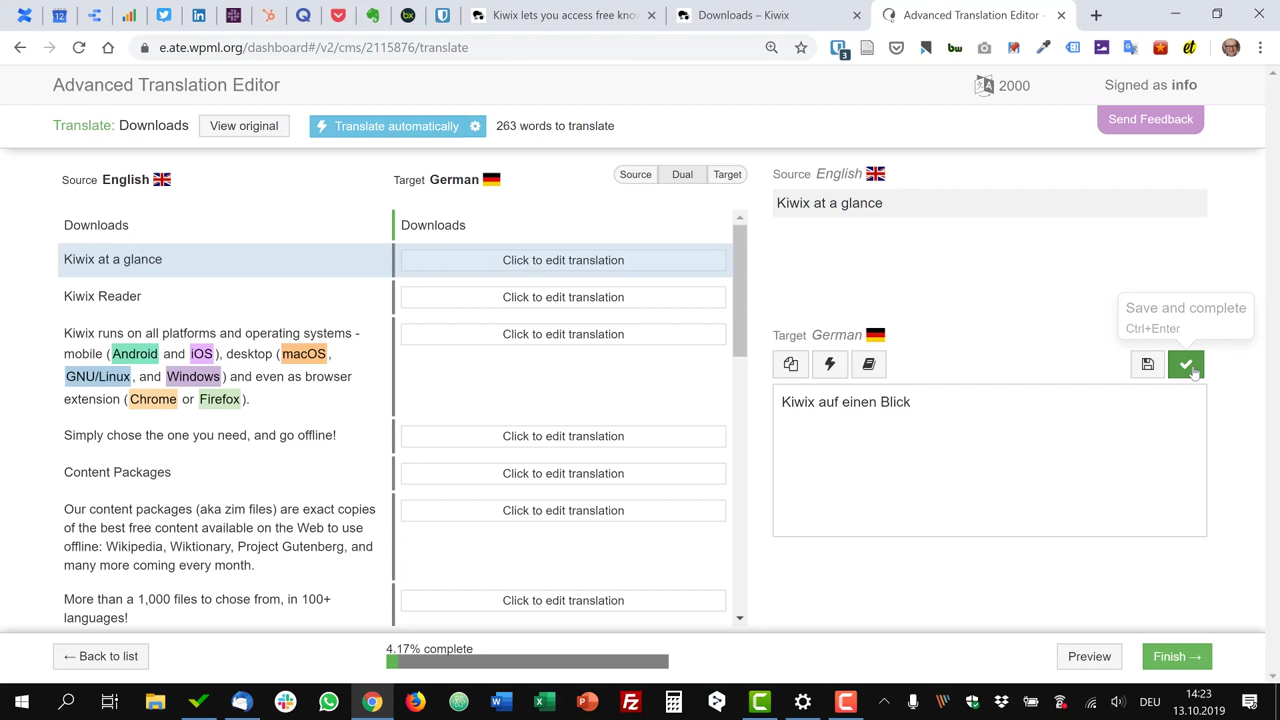 Kiwix lets you access free kno
Downloads – Kiwix
Advanced Translation Editor -
e.ate.wpml.org/dashboard#/v2/cms/2115876/translate
Advanced Translation Editor
2000
Signed as info
Translate: Downloads
View original
Translate automatically
263 words to translate
Send Feedback
Source English
Target German
Source
Dual
Target
Source English
Kiwix at a glance
Downloads
Downloads
Kiwix at a glance
Click to edit translation
Kiwix Reader
Click to edit translation
Kiwix runs on all platforms and operating systems -
mobile (Android and iOS), desktop (macOS,
GNU/Linux, and Windows) and even as browser
extension (Chrome or Firefox).
Click to edit translation
Simply chose the one you need, and go offline!
Click to edit translation
Content Packages
Click to edit translation
Our content packages (aka zim files) are exact copies
of the best free content available on the Web to use
offline: Wikipedia, Wiktionary, Project Gutenberg, and
many more coming every month.
Click to edit translation
More than a 1,000 files to chose from, in 100+
languages!
Click to edit translation
Save and complete
Ctrl+Enter
Target German
Kiwix auf einen Blick
← Back to list
4.17% complete
Preview
Finish →
DEU
14:23
13.10.2019